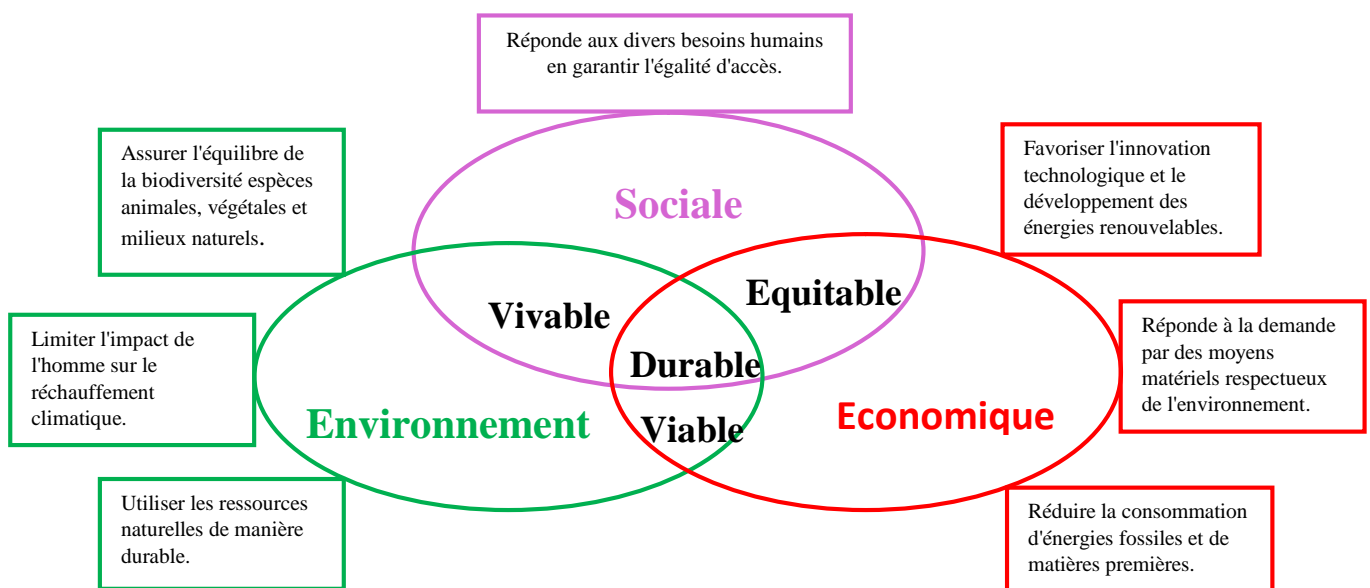 Réponde aux divers besoins humains
en garantir l'égalité d'accès.
Assurer l'équilibre de
la biodiversité espèces
animales, végétales et
milieux naturels.
Favoriser l'innovation
technologique et le
développement des
énergies renouvelables.
Sociale
Equitable
Vivable
Limiter l'impact de
l'homme sur le
réchauffement
climatique.
Durable
Réponde à la demande
par des moyens
matériels respectueux
de l'environnement.
Environnement
Viable
Economique
Utiliser les ressources
naturelles de manière
durable.
Réduire la consommation
d'énergies fossiles et de
matières premières.